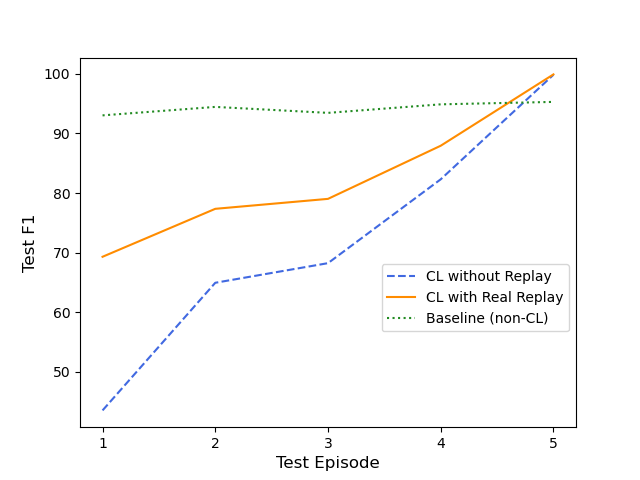 100
90
80
70
60
50
Test F1
CL without Replay
CL with Real Replay
Baseline (non-CL)
1 2 3 4 5
Test Episode